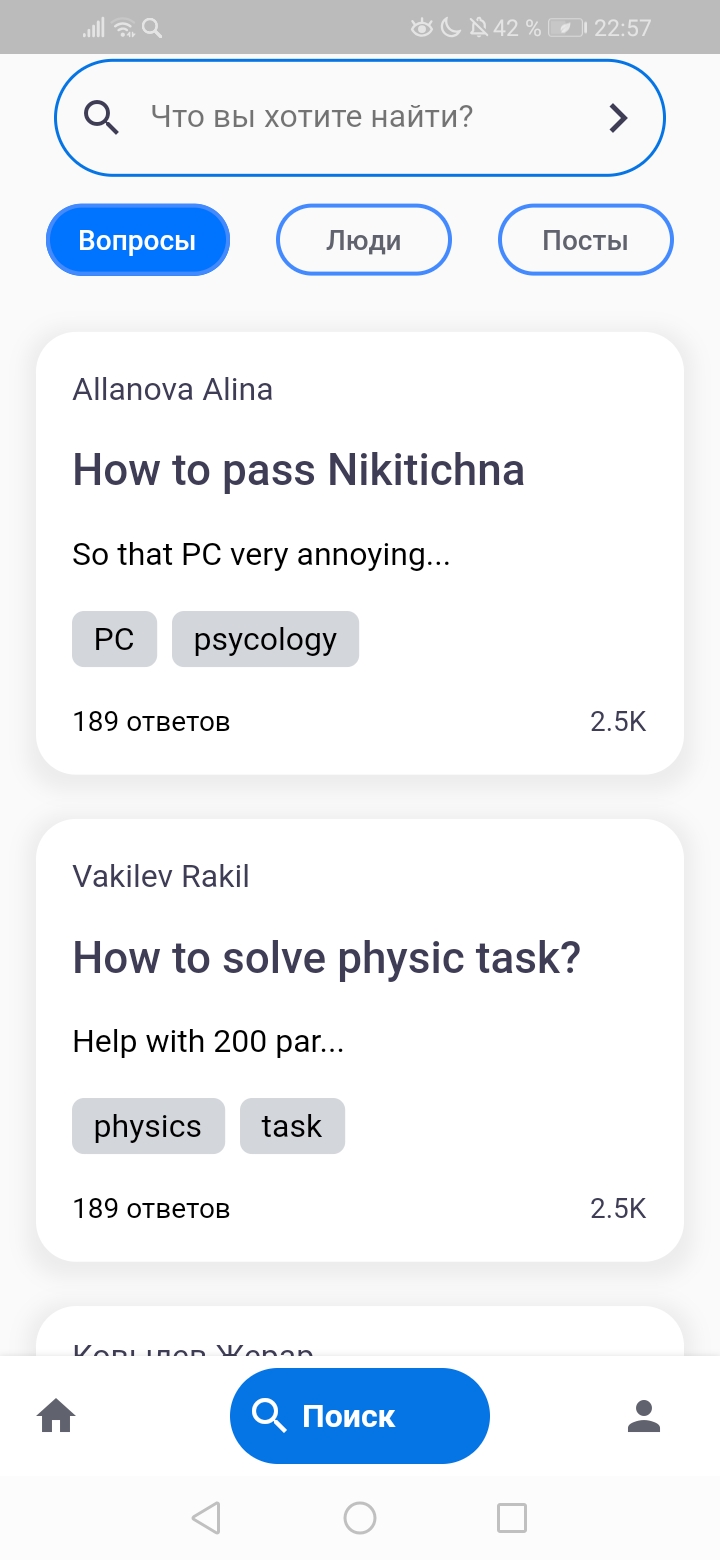 42 % 22:57
Что вы хотите найти?
Вопросы Люди Посты
Allanova Alina
How to pass Nikitichna
So that PC very annoying...
PC psycology
189 ответов 2.5K
Vakilev Rakil
How to solve physic task?
Help with 200 par...
physics task
189 ответов 2.5K
Поиск